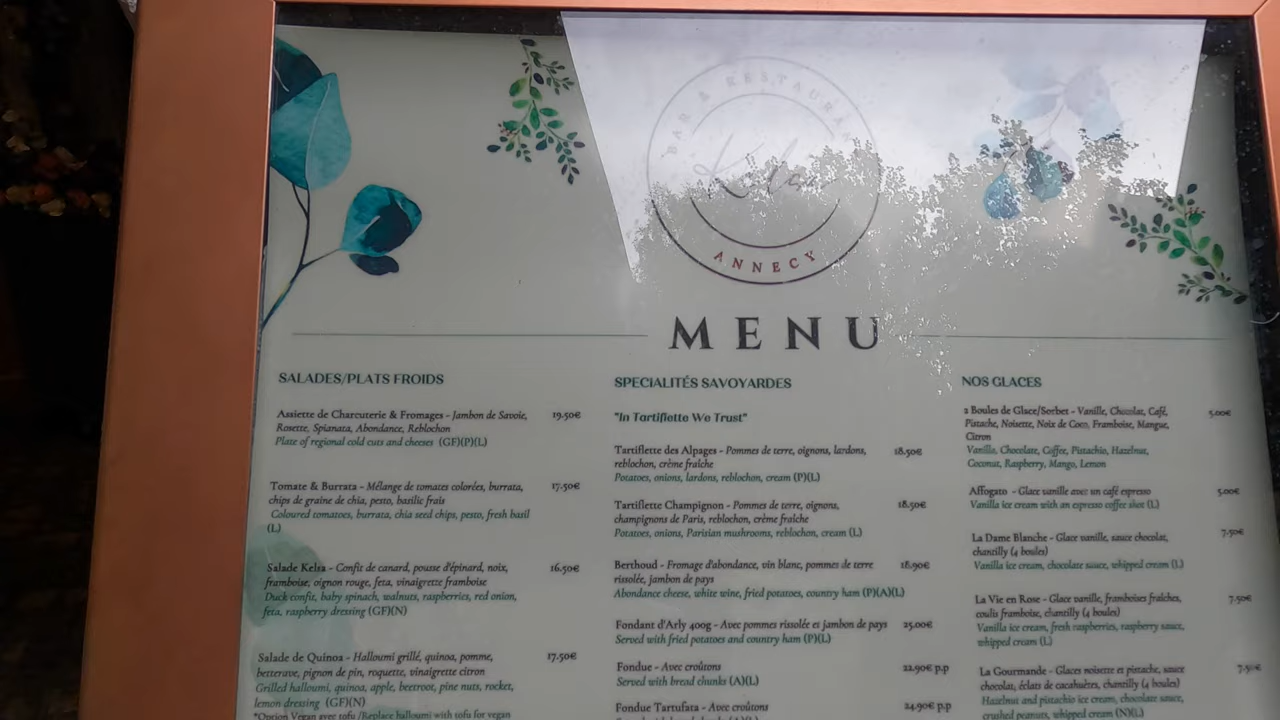 BAR & RESTAURA
ANNECY
MENU
SALADES/PLATS FROIDS
Assiette de Charcuterie & Fromages - Jambon de Savoie, 19.50€
Rosette, Spianata, Abondance, Reblochon
Plate of regional cold cuts and cheeses (GF)(P)(L)
Tomate & Burrata - Mélange de tomates colorées, burrata, 17.50€
chips de graine de chia, pesto, basilic frais
Coloured tomatoes, burrata, chia seed chips, pesto, fresh basil
(L)
Salade Kelsa - Confit de canard, pousse d'épinard, noix, 16.50€
framboise, oignon rouge, feta, vinaigrette framboise
Duck confit, baby spinach, walnuts, raspberries, red onion,
feta, raspberry dressing (GF)(N)
Salade de Quinoa - Halloumi grillé, quinoa, pomme, 17.50€
betterave, pignon de pin, roquette, vinaigrette citron
Grilled halloumi, quinoa, apple, beetroot, pine nuts, rocket,
lemon dressing (GF)(N)
*Option Vegan avec tofu /Replace halloumi with tofu for vegan
SPECIALITÉS SAVOYARDES
"In Tartiflette We Trust"
Tartiflette des Alpages - Pommes de terre, oignons, lardons, 18.50€
reblochon, crème fraîche
Potatoes, onions, lardons, reblochon, cream (P)(L)
Tartiflette Champignon - Pommes de terre, oignons, 18.50€
champignons de Paris, reblochon, crème fraîche
Potatoes, onions, Parisian mushrooms, reblochon, cream (L)
Berthoud - Fromage d'abondance, vin blanc, pommes de terre 18.90€
rissolée, jambon de pays
Abondance cheese, white wine, fried potatoes, country ham (P)(A)(L)
Fondant d'Arly 400g - Avec pommes rissolée et jambon de pays 25.00€
Served with fried potatoes and country ham (P)(L)
Fondue - Avec croûtons 22.90€ p.p
Served with bread chunks (A)(L)
Fondue Tartufata - Avec croûtons 24.90€ p.p
NOS GLACES
2 Boules de Glace/Sorbet - Vanille, Chocolat, Café, 5.00€
Pistache, Noisette, Noix de Coco, Framboise, Mangue,
Citron
Vanilla, Chocolate, Coffee, Pistachio, Hazelnut,
Coconut, Raspberry, Mango, Lemon
Affogato - Glace vanille avec un café espresso 5.00€
Vanilla ice cream with an espresso coffee shot (L)
La Dame Blanche - Glace vanille, sauce chocolat, 7.50€
chantilly (4 boules)
Vanilla ice cream, chocolate sauce, whipped cream (L)
La Vie en Rose - Glace vanille, framboises fraîches, 7.50€
coulis framboise, chantilly (4 boules)
Vanilla ice cream, fresh raspberries, raspberry sauce,
whipped cream (L)
La Gourmande - Glaces noisette et pistache, sauce 7.50€
chocolat, éclats de cacahuètes, chantilly (4 boules)
Hazelnut and pistachio ice cream, chocolate sauce,
crushed peanuts, whipped cream (N)(L)